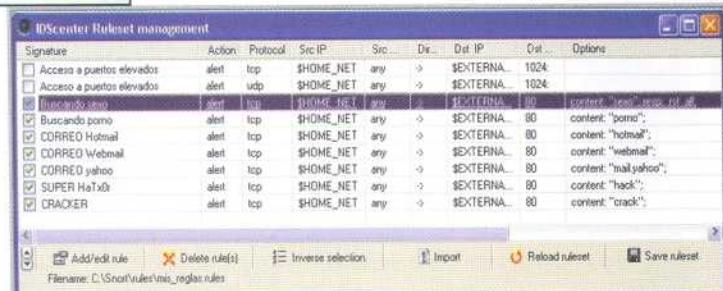 IDScenter Ruleset management
Signature Action Protocol Src IP Src ... Dir... Dst IP Dst ... Options
Acceso a puertos elevados alert tcp $HOME_NET any -> $EXTERNA... 1024:
Acceso a puertos elevados alert udp $HOME_NET any -> $EXTERNA... 1024:
Buscando sexo alert tcp $HOME_NET any -> $EXTERNA... 80 content: "sexo"; resp: rst_all;
Buscando porno alert tcp $HOME_NET any -> $EXTERNA... 80 content: "porno";
CORREO Hotmail alert tcp $HOME_NET any -> $EXTERNA... 80 content: "hotmail";
CORREO Webmail alert tcp $HOME_NET any -> $EXTERNA... 80 content: "webmail";
CORREO yahoo alert tcp $HOME_NET any -> $EXTERNA... 80 content: "mail.yahoo";
SUPER HaTx0r alert tcp $HOME_NET any -> $EXTERNA... 80 content: "hack";
CRACKER alert tcp $HOME_NET any -> $EXTERNA... 80 content: "crack";
Add/edit rule Delete rule(s) Inverse selection Import Reload ruleset Save ruleset
Filename: C:\Snort\rules\mis_reglas.rules